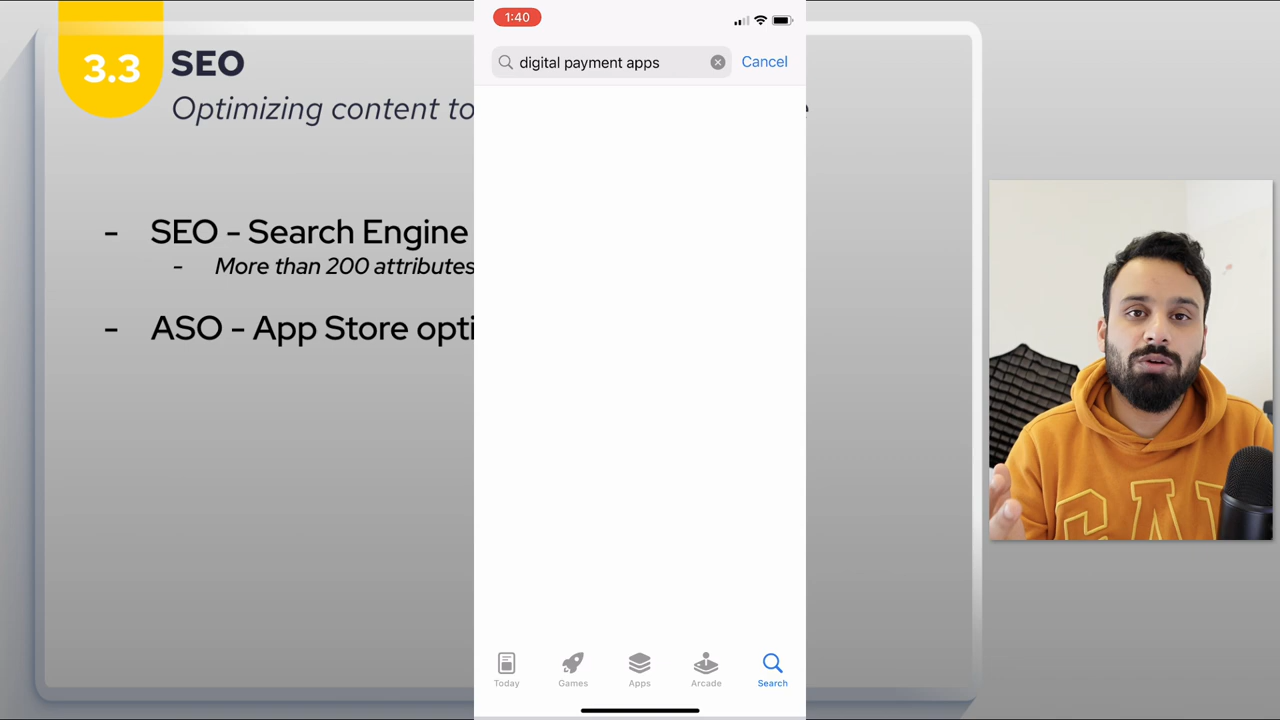 3.3
SEO
Optimizing content to
- SEO - Search Engine
- More than 200 attributes
- ASO - App Store opti
1:40
digital payment apps
Cancel
Today
Games
Apps
Arcade
Search
GAP